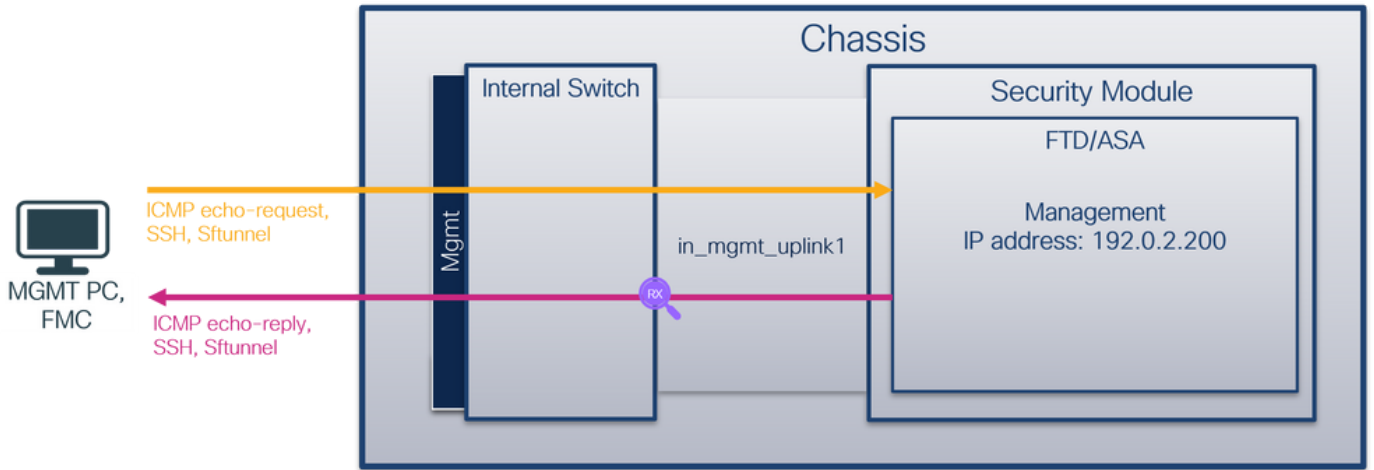 Chassis
Internal Switch
Security Module
FTD/ASA
Management
IP address: 192.0.2.200
ICMP echo-request,
SSH, Sftunnel
Mgmt
in_mgmt_uplink1
RX
MGMT PC,
FMC
ICMP echo-reply,
SSH, Sftunnel